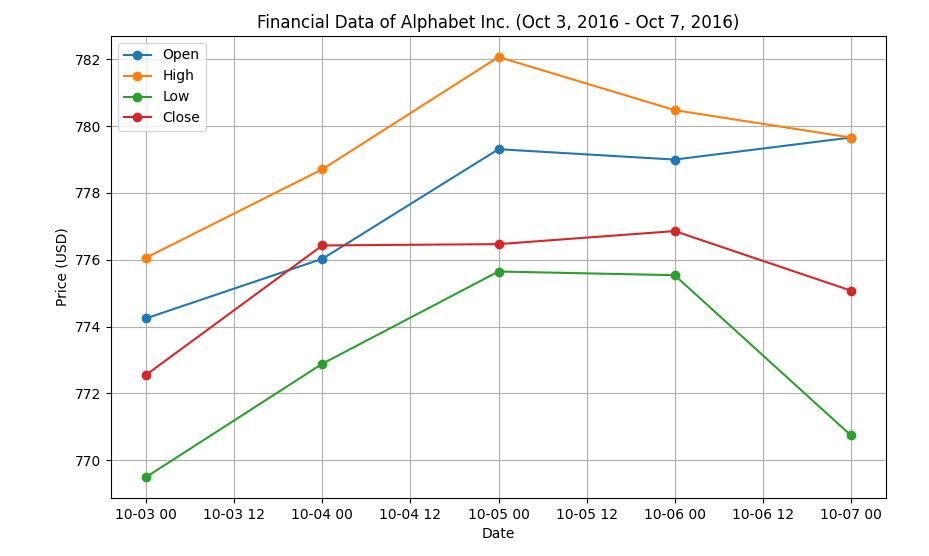 Financial Data of Alphabet Inc. (Oct 3, 2016 - Oct 7, 2016)
Open
High
Low
Close
Price (USD)
782
780
778
776
774
772
770
10-03 00 10-03 12 10-04 00 10-04 12 10-05 00 10-05 12 10-06 00 10-06 12 10-07 00
Date